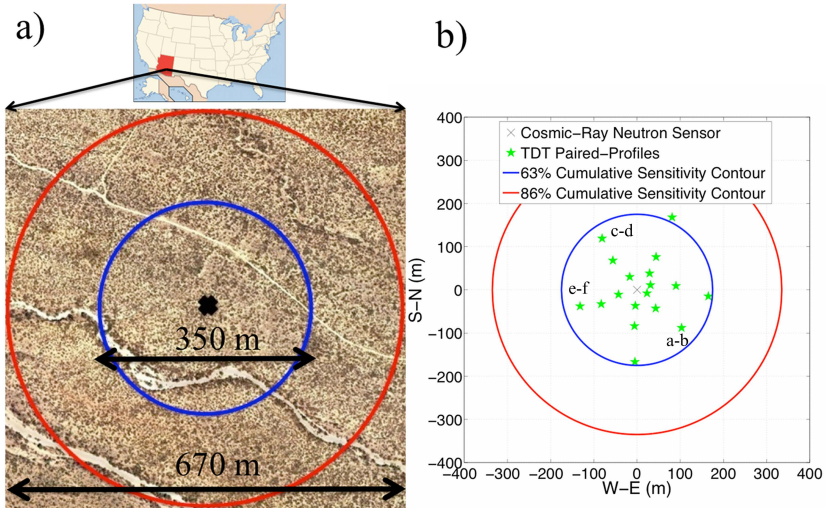 a)
350 m
670 m
b)
Cosmic-Ray Neutron Sensor
TDT Paired-Profiles
63% Cumulative Sensitivity Contour
86% Cumulative Sensitivity Contour
c-d
e-f
a-b
S-N (m)
400
300
200
100
0
-100
-200
-300
-400
-400 -300 -200 -100 0 100 200 300 400
W-E (m)